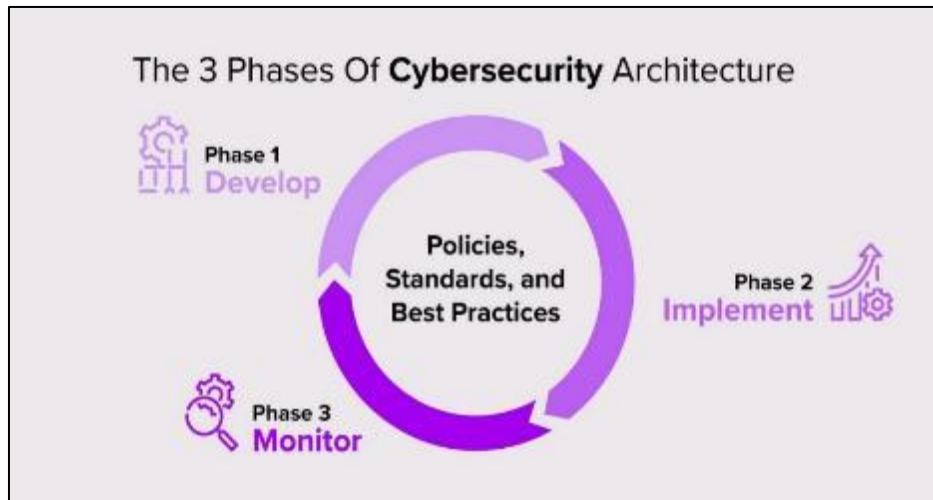 The 3 Phases Of Cybersecurity Architecture
Phase 1
Develop
Policies,
Standards, and
Best Practices
Phase 2
Implement
Phase 3
Monitor